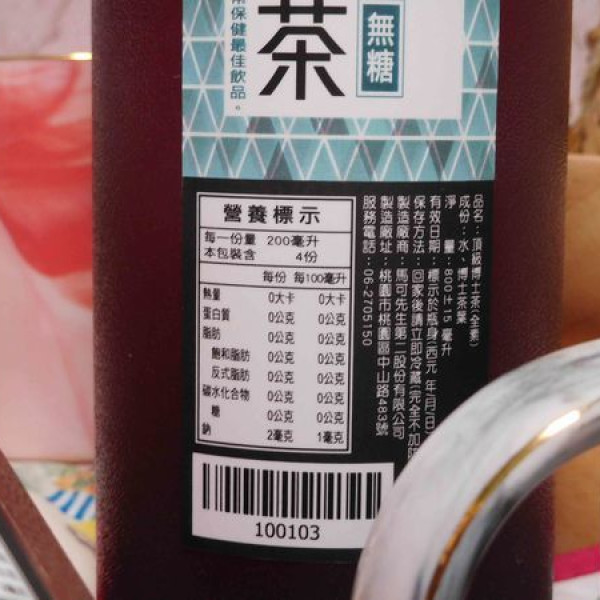 茶
無糖
保健最佳飲品。
營養標示
每一份量 200毫升
本包裝含 4份
每份 每100毫升
熱量 0大卡 0大卡
蛋白質 0公克 0公克
脂肪 0公克 0公克
飽和脂肪 0公克 0公克
反式脂肪 0公克 0公克
碳水化合物 0公克 0公克
糖 0公克 0公克
鈉 2毫克 1毫克
品名：頂級博士茶(全素)
成份：水、博士茶葉
淨 量：800±15 毫升
有效日期：標示於瓶身(西元 年/月/日)
保存方法：回家後請立即冷藏(完全不加防
製造廠商：馬可先生第二股份有限公司
製造廠址：桃園市桃園區中山路483號
服務電話：06-2705150
100103